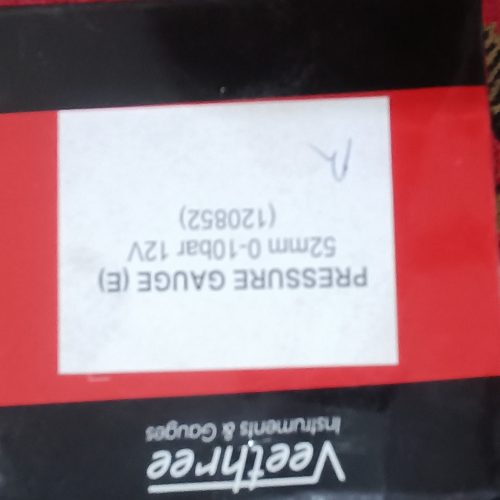 Veethree
Instruments & Gauges
PRESSURE GAUGE (E)
52mm 0-10bar 12V
(120852)